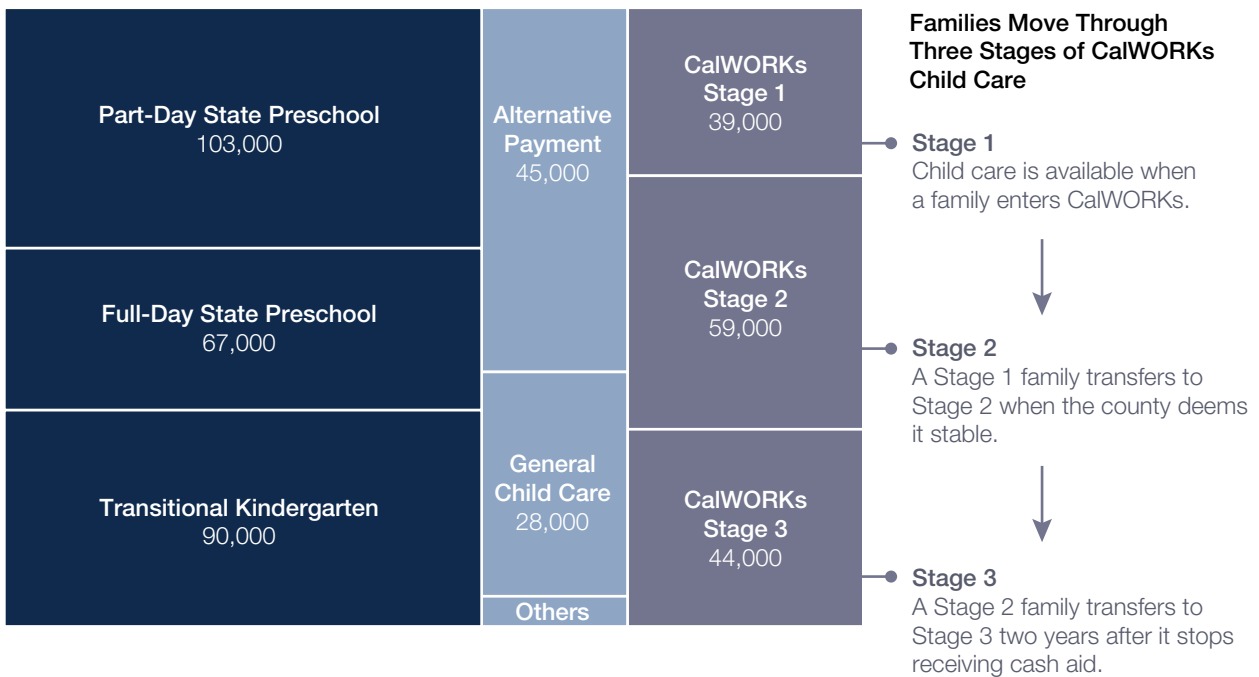 Part-Day State Preschool
103,000
Full-Day State Preschool
67,000
Transitional Kindergarten
90,000
Alternative
Payment
45,000
General
Child Care
28,000
Others
CalWORKs
Stage 1
39,000
CalWORKs
Stage 2
59,000
CalWORKs
Stage 3
44,000
Families Move Through
Three Stages of CalWORKs
Child Care
Stage 1
Child care is available when
a family enters CalWORKs.
Stage 2
A Stage 1 family transfers to
Stage 2 when the county deems
it stable.
Stage 3
A Stage 2 family transfers to
Stage 3 two years after it stops
receiving cash aid.